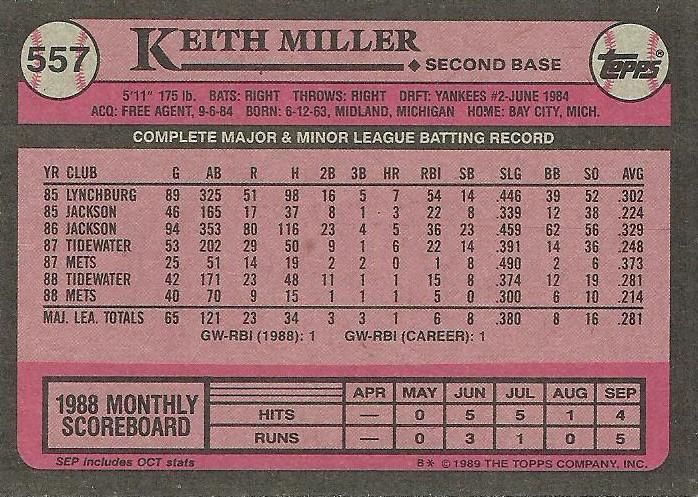 557
KEITH MILLER
◆ SECOND BASE
TOPPS
5'11" 175 lb. BATS: RIGHT THROWS: RIGHT DRFT: YANKEES #2-JUNE 1984
ACQ: FREE AGENT, 9-6-84 BORN: 6-12-63, MIDLAND, MICHIGAN HOME: BAY CITY, MICH.
COMPLETE MAJOR & MINOR LEAGUE BATTING RECORD
YR CLUB G AB R H 2B 3B HR RBI SB SLG BB SO AVG
85 LYNCHBURG 89 325 51 98 16 5 7 54 14 .446 39 52 .302
85 JACKSON 46 165 17 37 8 1 3 22 8 .339 12 38 .224
86 JACKSON 94 353 80 116 23 4 5 36 23 .459 62 56 .329
87 TIDEWATER 53 202 29 50 9 1 6 22 14 .391 14 36 .248
87 METS 25 51 14 19 2 2 0 1 8 .490 2 6 .373
88 TIDEWATER 42 171 23 48 11 1 1 15 8 .374 12 19 .281
88 METS 40 70 9 15 1 1 1 5 0 .300 6 10 .214
MAJ. LEA. TOTALS 65 121 23 34 3 3 1 6 8 .380 8 16 .281
GW-RBI (1988): 1 GW-RBI (CAREER): 1
1988 MONTHLY SCOREBOARD
APR MAY JUN JUL AUG SEP
HITS — 0 5 5 1 4
RUNS — 0 3 1 0 5
SEP includes OCT stats
B* © 1989 THE TOPPS COMPANY, INC.